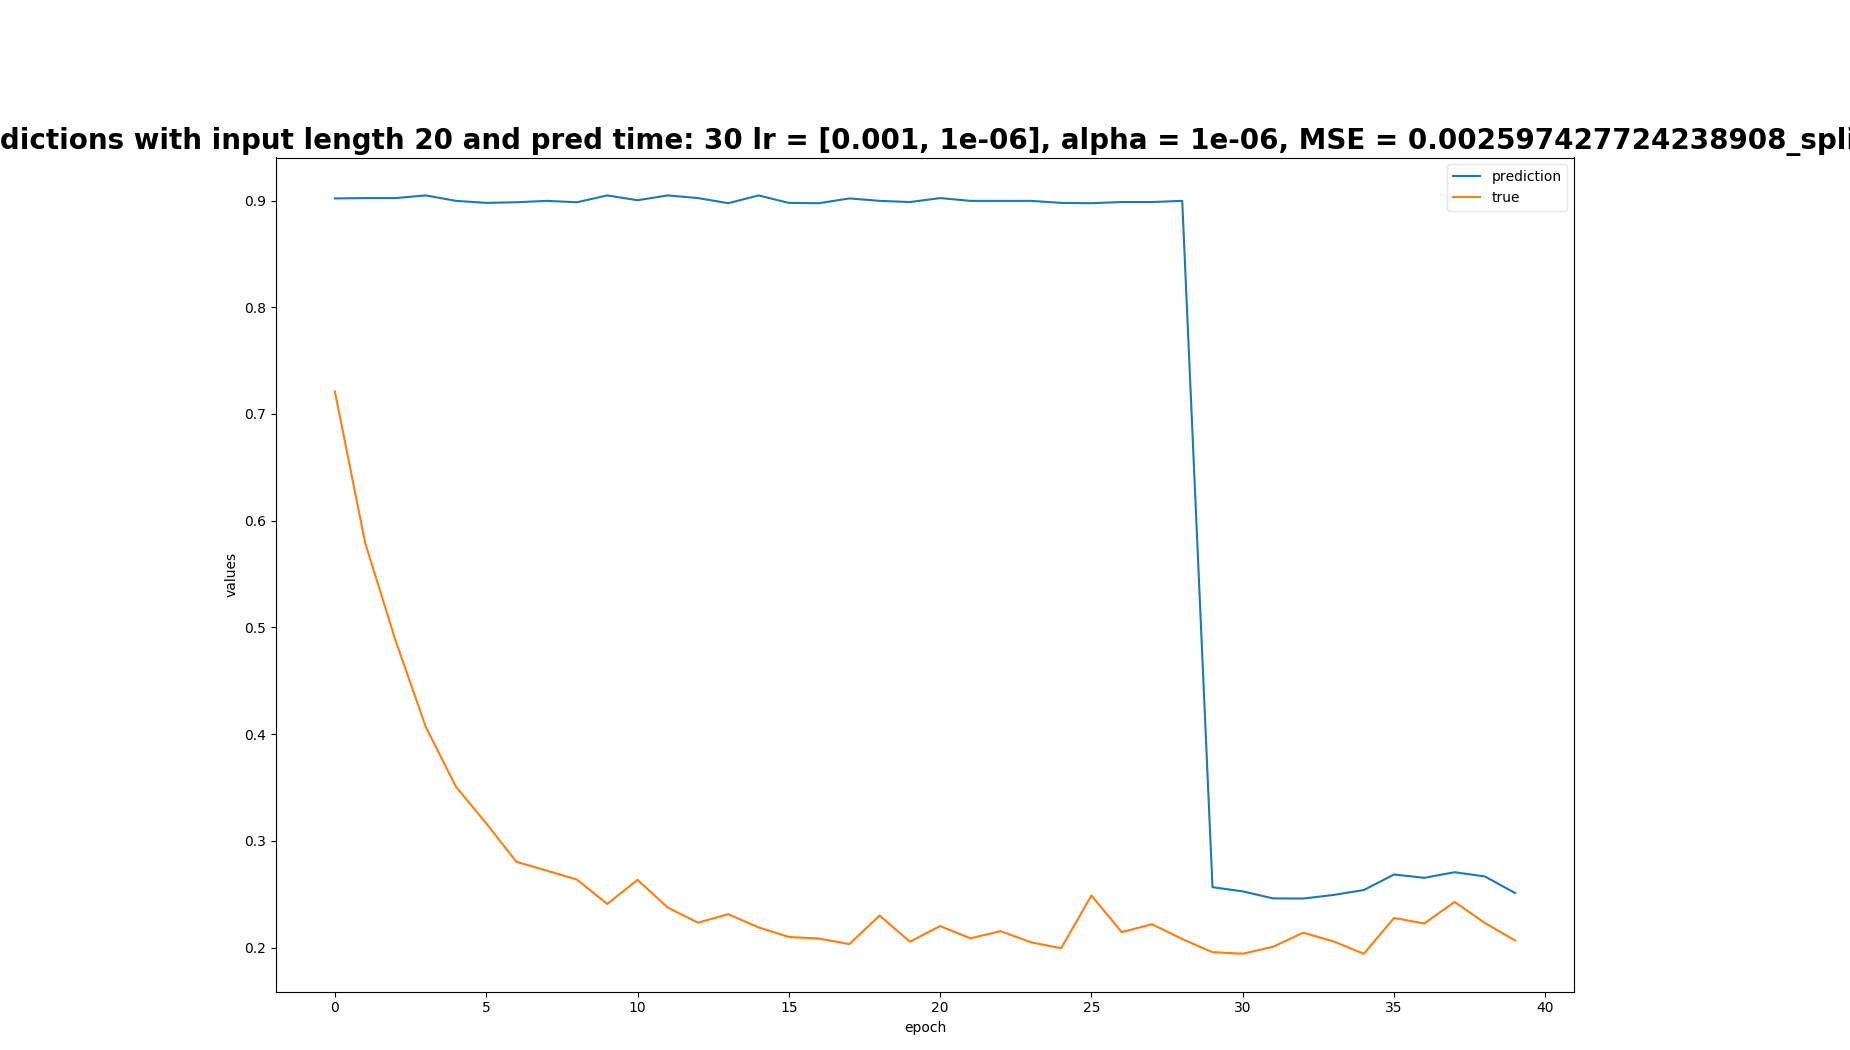 dictions with input length 20 and pred time: 30 lr = [0.001, 1e-06], alpha = 1e-06, MSE = 0.002597427724238908_spli
prediction
true
0.9
0.8
0.7
0.6
0.5
0.4
0.3
0.2
values
0 5 10 15 20 25 30 35 40
epoch